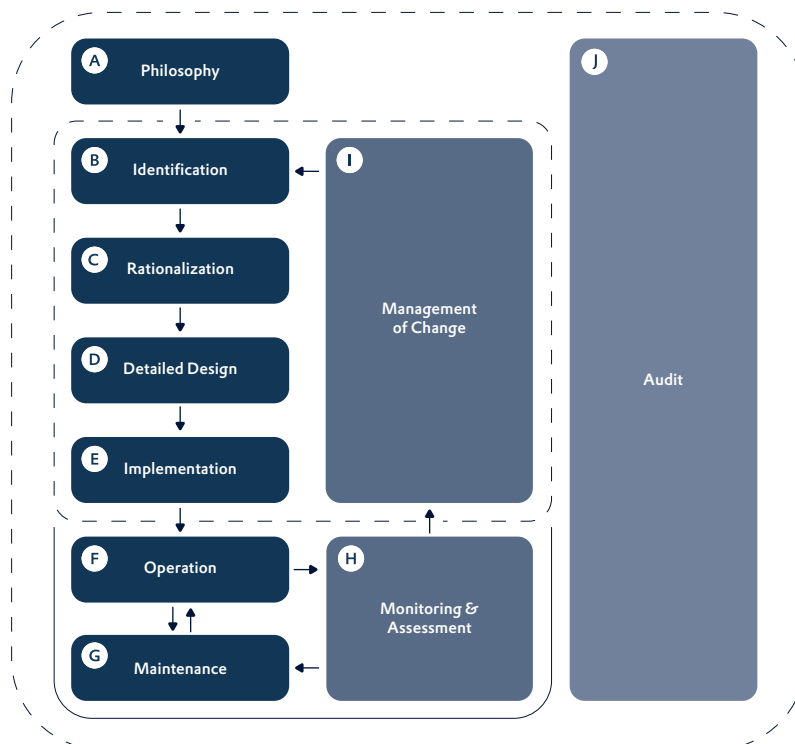 A
Philosophy
B
Identification
C
Rationalization
D
Detailed Design
E
Implementation
F
Operation
G
Maintenance
H
Monitoring &
Assessment
I
Management
of Change
J
Audit